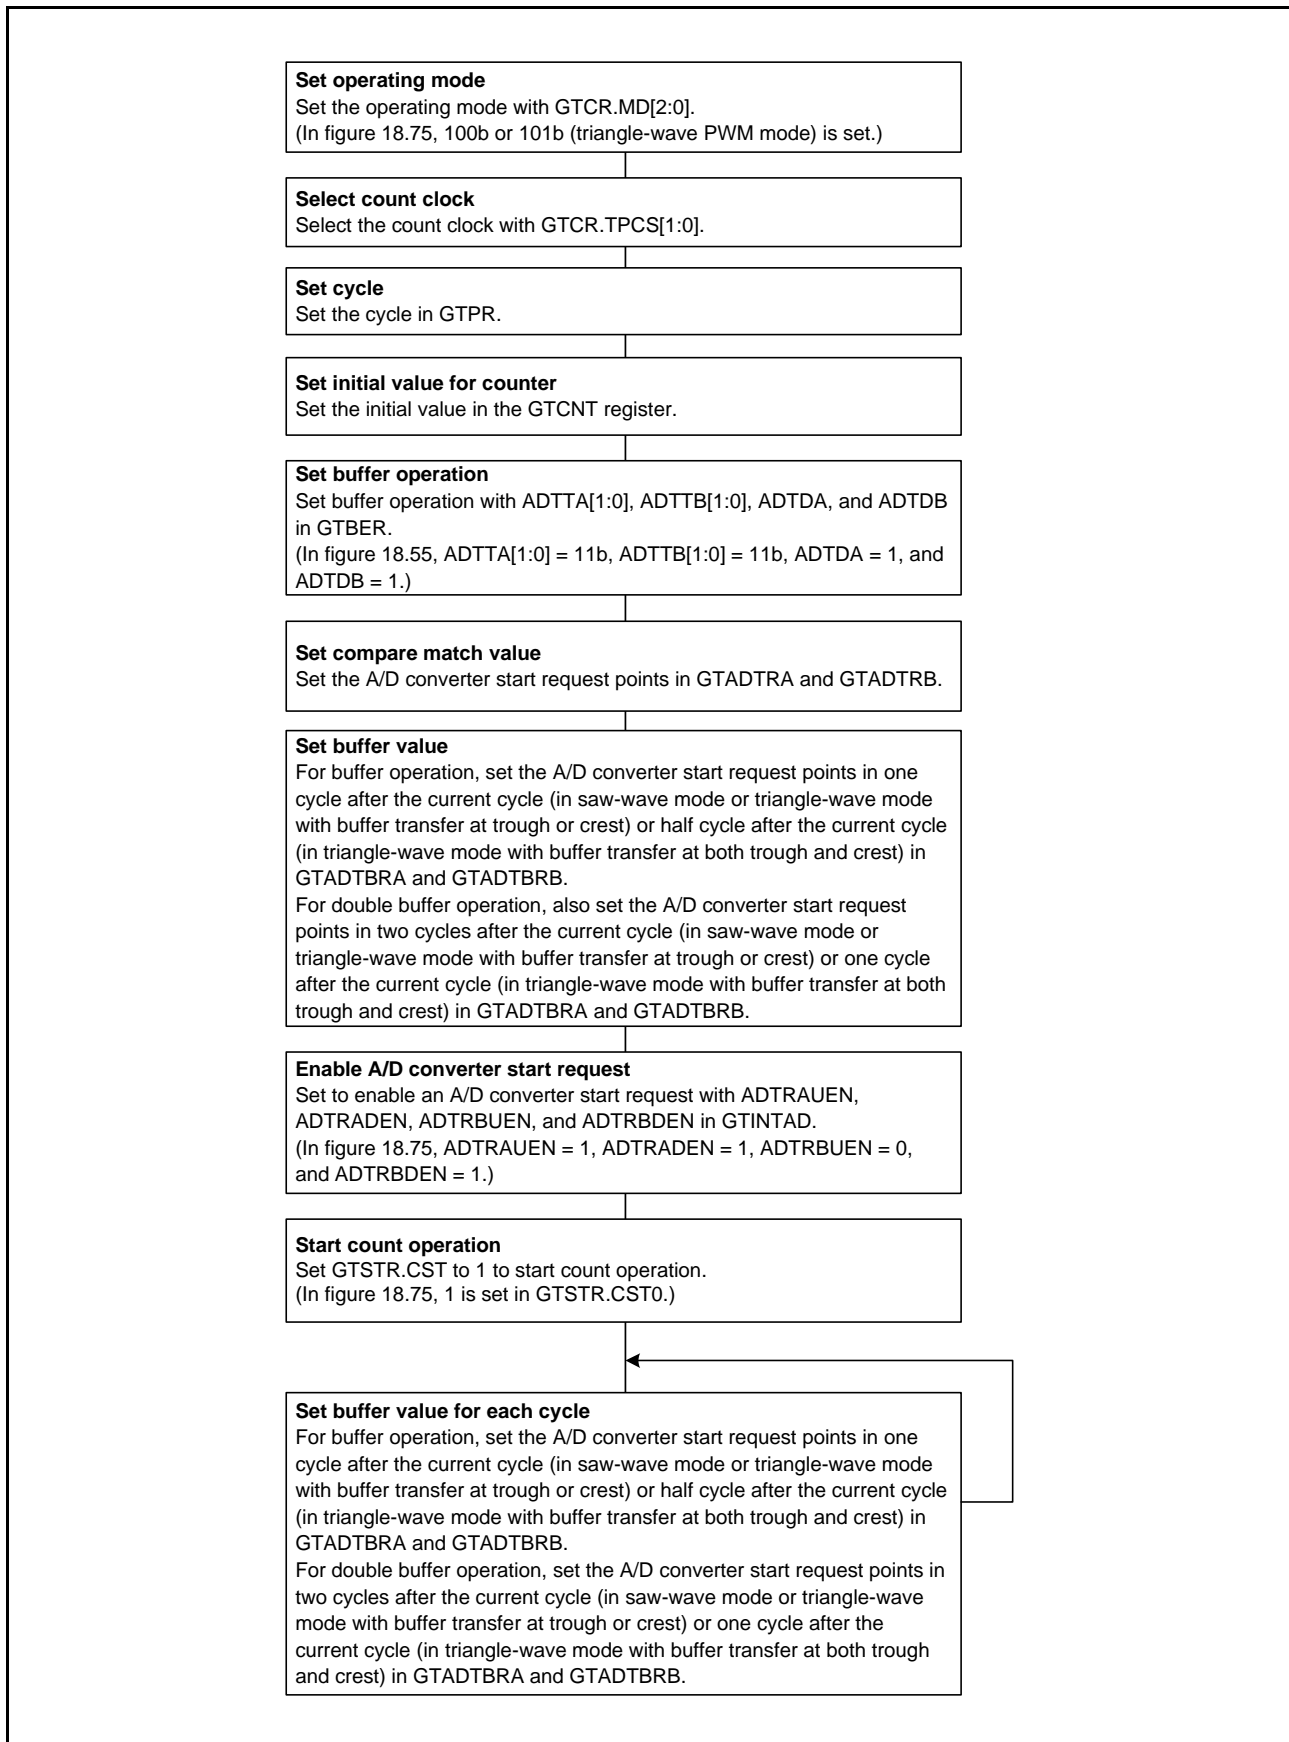 Set operating mode
Set the operating mode with GTCR.MD[2:0].
(In figure 18.75, 100b or 101b (triangle-wave PWM mode) is set.)
Select count clock
Select the count clock with GTCR.TPCS[1:0].
Set cycle
Set the cycle in GTPR.
Set initial value for counter
Set the initial value in the GTCNT register.
Set buffer operation
Set buffer operation with ADTTA[1:0], ADTTB[1:0], ADTDA, and ADTDB
in GTBER.
(In figure 18.55, ADTTA[1:0] = 11b, ADTTB[1:0] = 11b, ADTDA = 1, and
ADTDB = 1.)
Set compare match value
Set the A/D converter start request points in GTADTRA and GTADTRB.
Set buffer value
For buffer operation, set the A/D converter start request points in one
cycle after the current cycle (in saw-wave mode or triangle-wave mode
with buffer transfer at trough or crest) or half cycle after the current cycle
(in triangle-wave mode with buffer transfer at both trough and crest) in
GTADTBRA and GTADTBRB.
For double buffer operation, also set the A/D converter start request
points in two cycles after the current cycle (in saw-wave mode or
triangle-wave mode with buffer transfer at trough or crest) or one cycle
after the current cycle (in triangle-wave mode with buffer transfer at both
trough and crest) in GTADTBRA and GTADTBRB.
Enable A/D converter start request
Set to enable an A/D converter start request with ADTRAUEN,
ADTRADEN, ADTRBUEN, and ADTRBDEN in GTINTAD.
(In figure 18.75, ADTRAUEN = 1, ADTRADEN = 1, ADTRBUEN = 0,
and ADTRBDEN = 1.)
Start count operation
Set GTSTR.CST to 1 to start count operation.
(In figure 18.75, 1 is set in GTSTR.CST0.)
Set buffer value for each cycle
For buffer operation, set the A/D converter start request points in one
cycle after the current cycle (in saw-wave mode or triangle-wave mode
with buffer transfer at trough or crest) or half cycle after the current cycle
(in triangle-wave mode with buffer transfer at both trough and crest) in
GTADTBRA and GTADTBRB.
For double buffer operation, set the A/D converter start request points in
two cycles after the current cycle (in saw-wave mode or triangle-wave
mode with buffer transfer at trough or crest) or one cycle after the
current cycle (in triangle-wave mode with buffer transfer at both trough
and crest) in GTADTBRA and GTADTBRB.